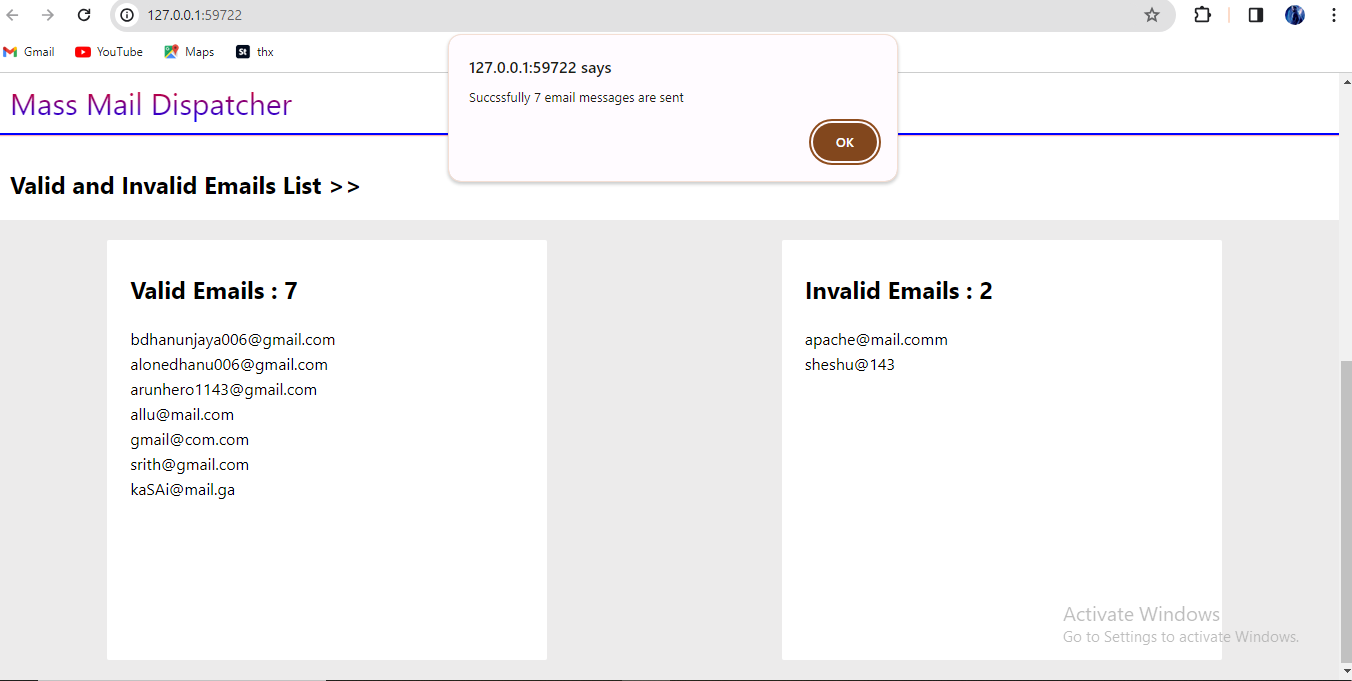 127.0.0.1:59722
Gmail YouTube Maps St thx
127.0.0.1:59722 says
Succssfully 7 email messages are sent
OK
Mass Mail Dispatcher
Valid and Invalid Emails List >>
Valid Emails : 7
bdhanunjaya006@gmail.com
alonedhanu006@gmail.com
arunhero1143@gmail.com
allu@mail.com
gmail@com.com
srith@gmail.com
kaSAi@mail.ga
Invalid Emails : 2
apache@mail.comm
sheshu@143
Activate Windows
Go to Settings to activate Windows.